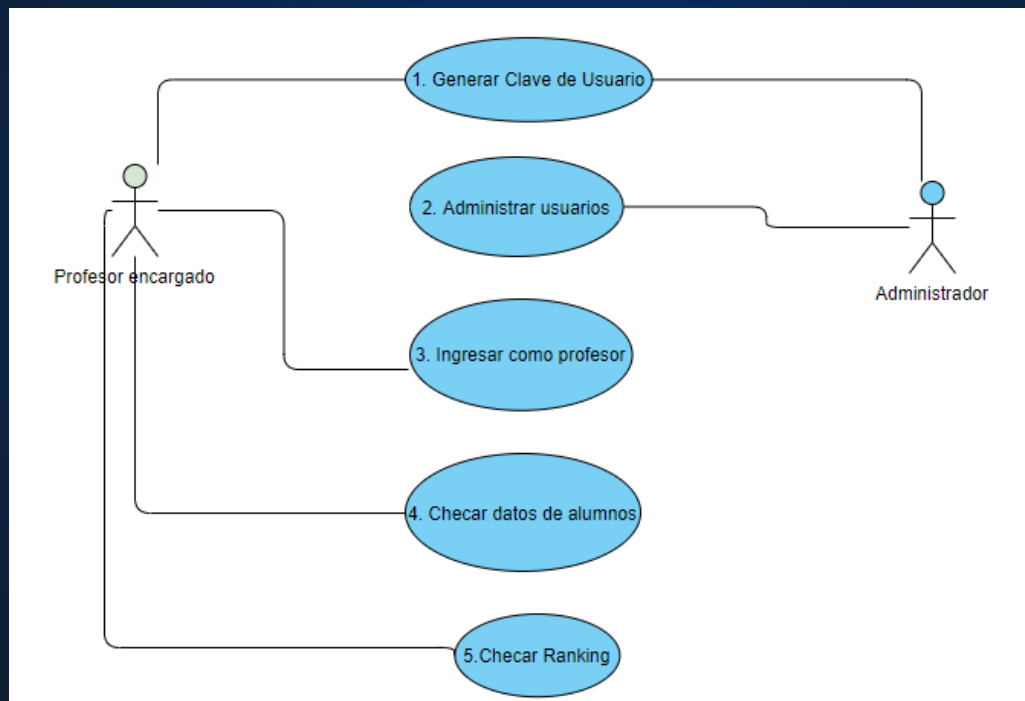 1. Generar Clave de Usuario
2. Administrar usuarios
Profesor encargado
Administrador
3. Ingresar como profesor
4. Checar datos de alumnos
5.Checar Ranking